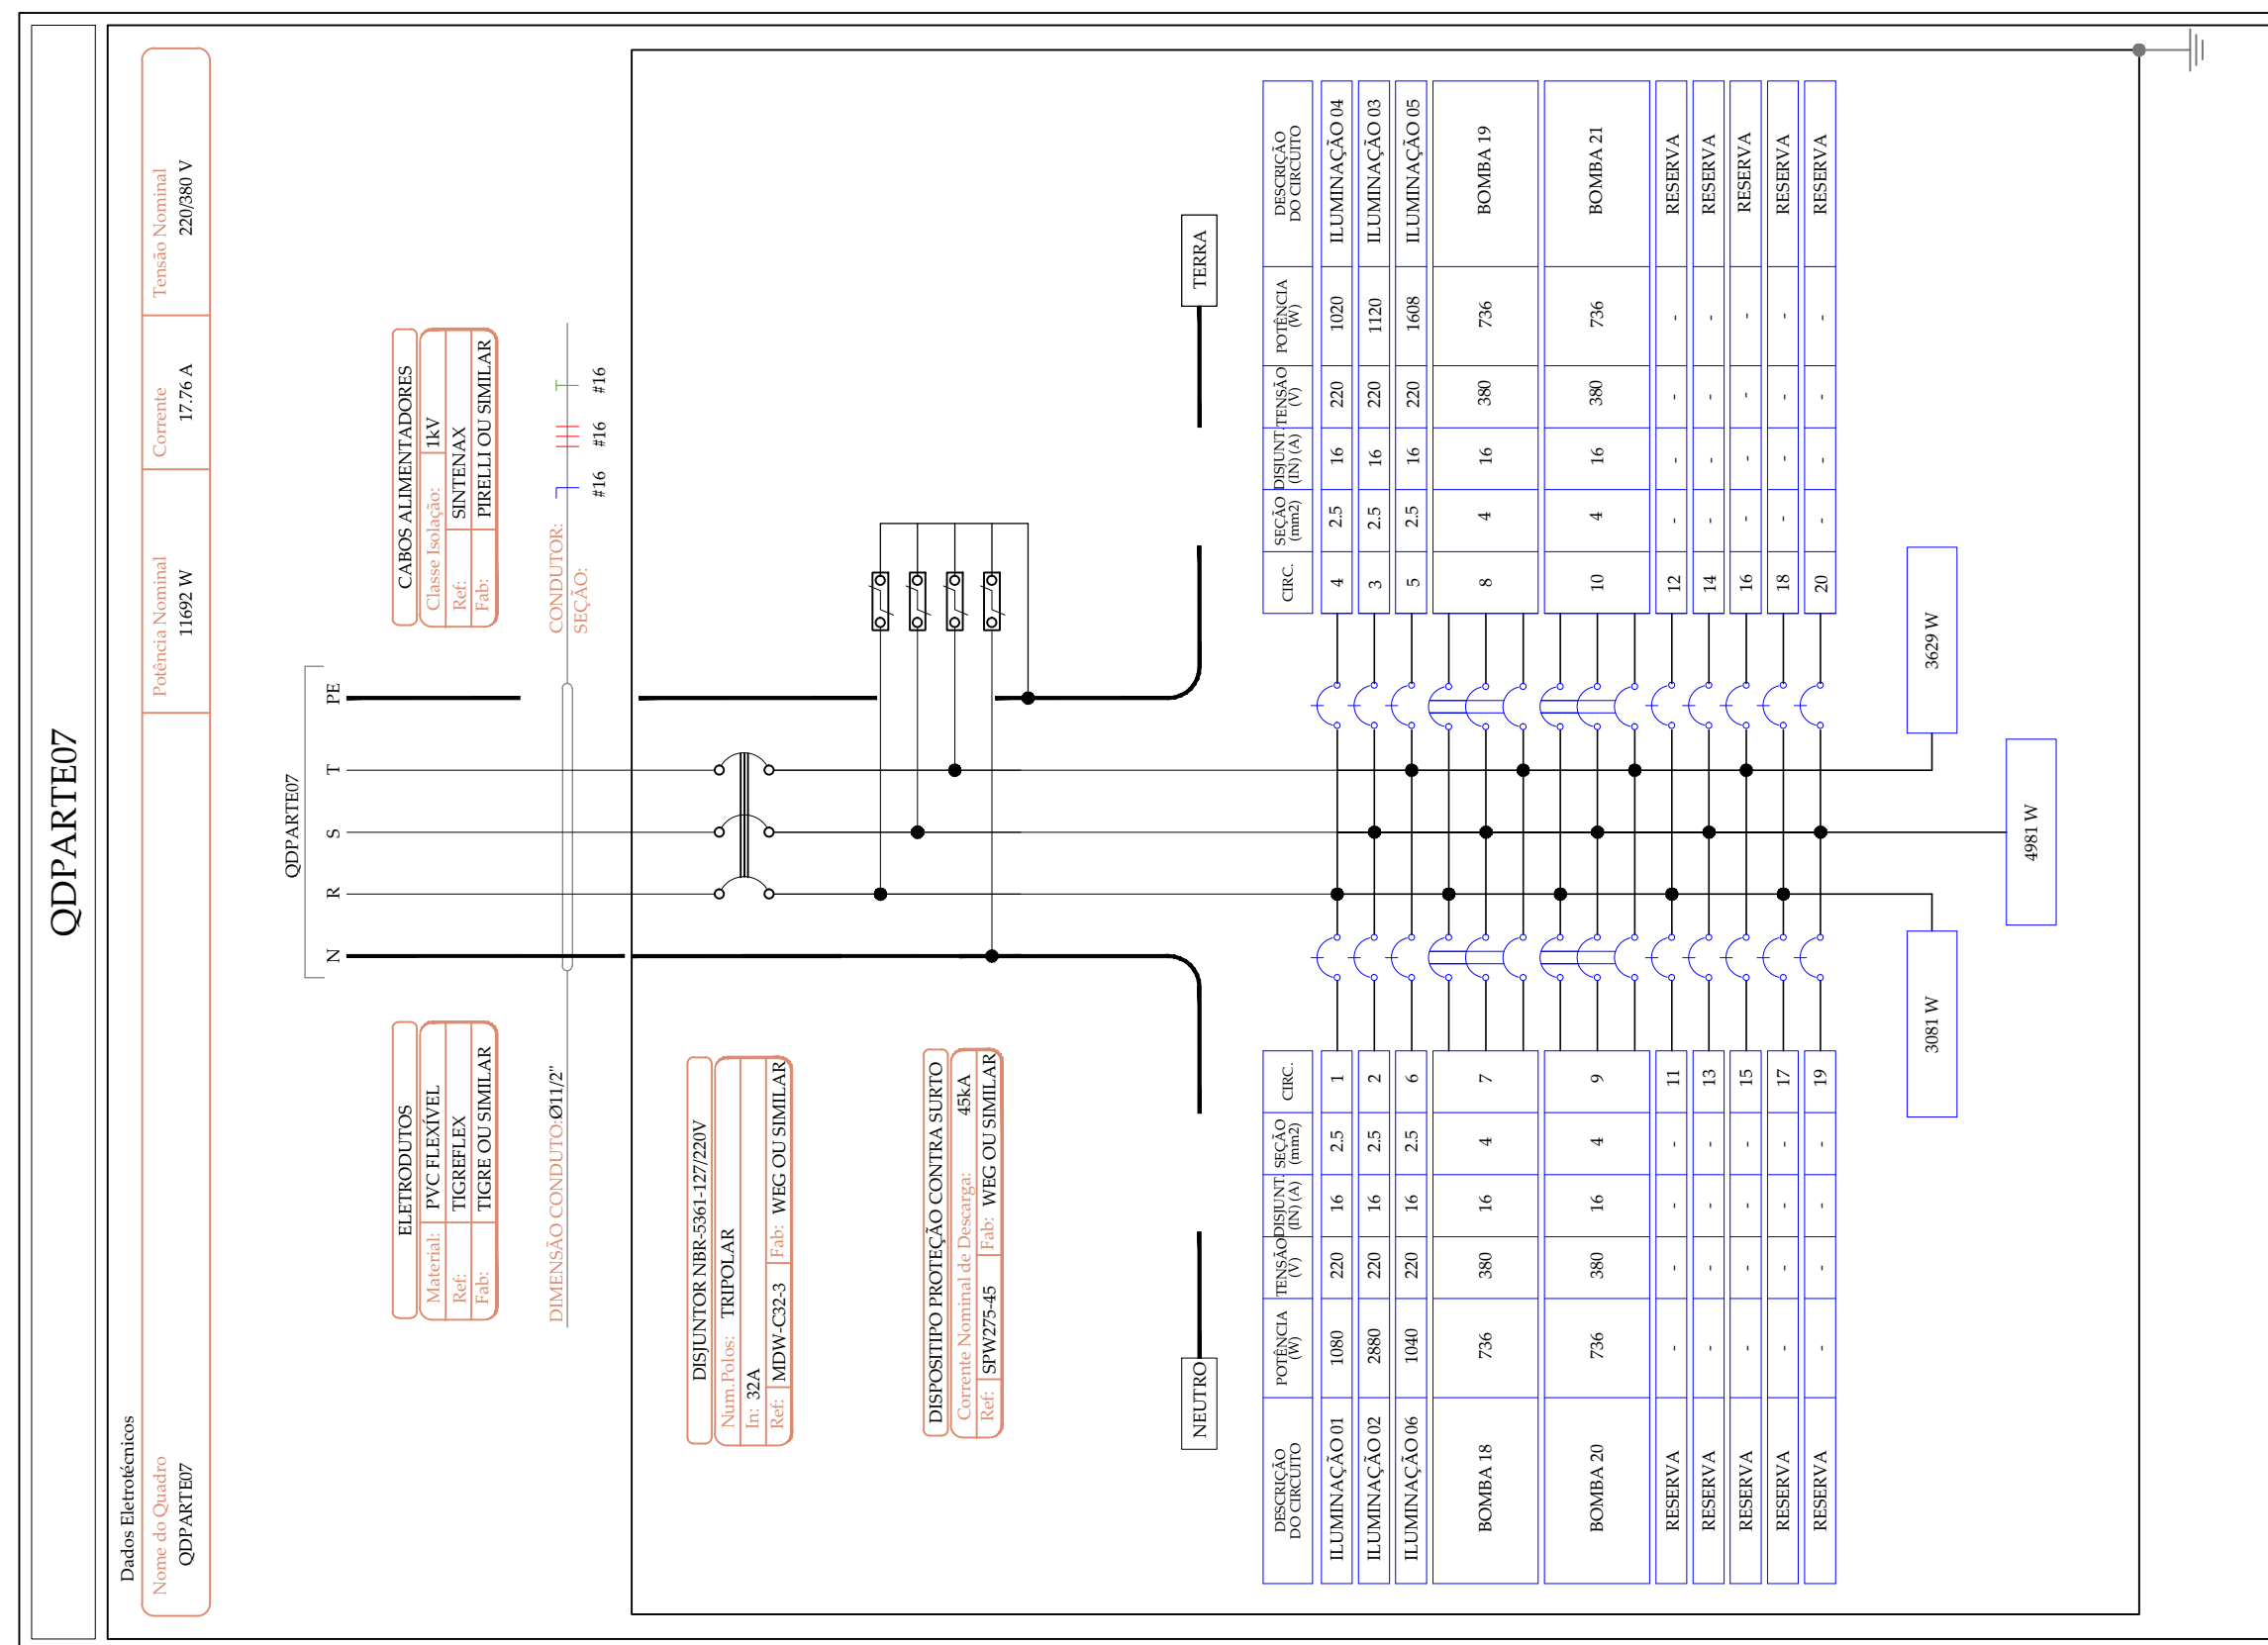 QDPARTE07
Dados Eletrotécnicos
Nome do Quadro
QDPARTE07
Potência Nominal
11692 W
Corrente
17.76 A
Tensão Nominal
220/380 V
QDPARTE07
N R S T PE
ELETRODUTOS
Material: PVC FLEXÍVEL
Ref: TIGREFLEX
Fab: TIGRE OU SIMILAR
CABOS ALIMENTADORES
Classe Isolação: 1kV
Ref: SINTENAX
Fab: PIRELLI OU SIMILAR
DIMENSÃO CONDUTO:Ø11/2"
CONDUTOR:
SEÇÃO: #16 #16 #16
DISJUNTOR NBR-5361-127/220V
Num.Polos: TRIPOLAR
In: 32A
Ref: MDW-C32-3 Fab: WEG OU SIMILAR
DISPOSITIPO PROTEÇÃO CONTRA SURTO
Corrente Nominal de Descarga: 45kA
Ref: SPW275-45 Fab: WEG OU SIMILAR
NEUTRO
TERRA
DESCRIÇÃO DO CIRCUITO POTÊNCIA (W) TENSÃO (V) DISJUNT. (IN) (A) SEÇÃO (mm2) CIRC.
ILUMINAÇÃO 01 1080 220 16 2.5 1
ILUMINAÇÃO 02 2880 220 16 2.5 2
ILUMINAÇÃO 06 1040 220 16 2.5 6
BOMBA 18 736 380 16 4 7
BOMBA 20 736 380 16 4 9
RESERVA - - - - 11
RESERVA - - - - 13
RESERVA - - - - 15
RESERVA - - - - 17
RESERVA - - - - 19
CIRC. SEÇÃO (mm2) DISJUNT. (IN) (A) TENSÃO (V) POTÊNCIA (W) DESCRIÇÃO DO CIRCUITO
4 2.5 16 220 1020 ILUMINAÇÃO 04
3 2.5 16 220 1120 ILUMINAÇÃO 03
5 2.5 16 220 1608 ILUMINAÇÃO 05
8 4 16 380 736 BOMBA 19
10 4 16 380 736 BOMBA 21
12 - - - - RESERVA
14 - - - - RESERVA
16 - - - - RESERVA
18 - - - - RESERVA
20 - - - - RESERVA
3081 W
3629 W
4981 W